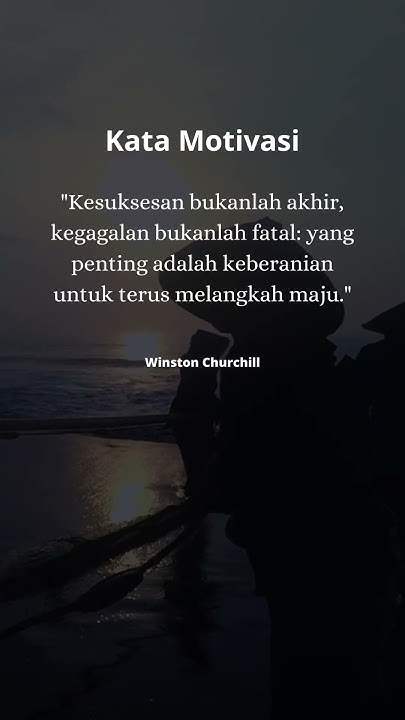 Kata Motivasi
"Kesuksesan bukanlah akhir,
kegagalan bukanlah fatal: yang
penting adalah keberanian
untuk terus melangkah maju."
Winston Churchill